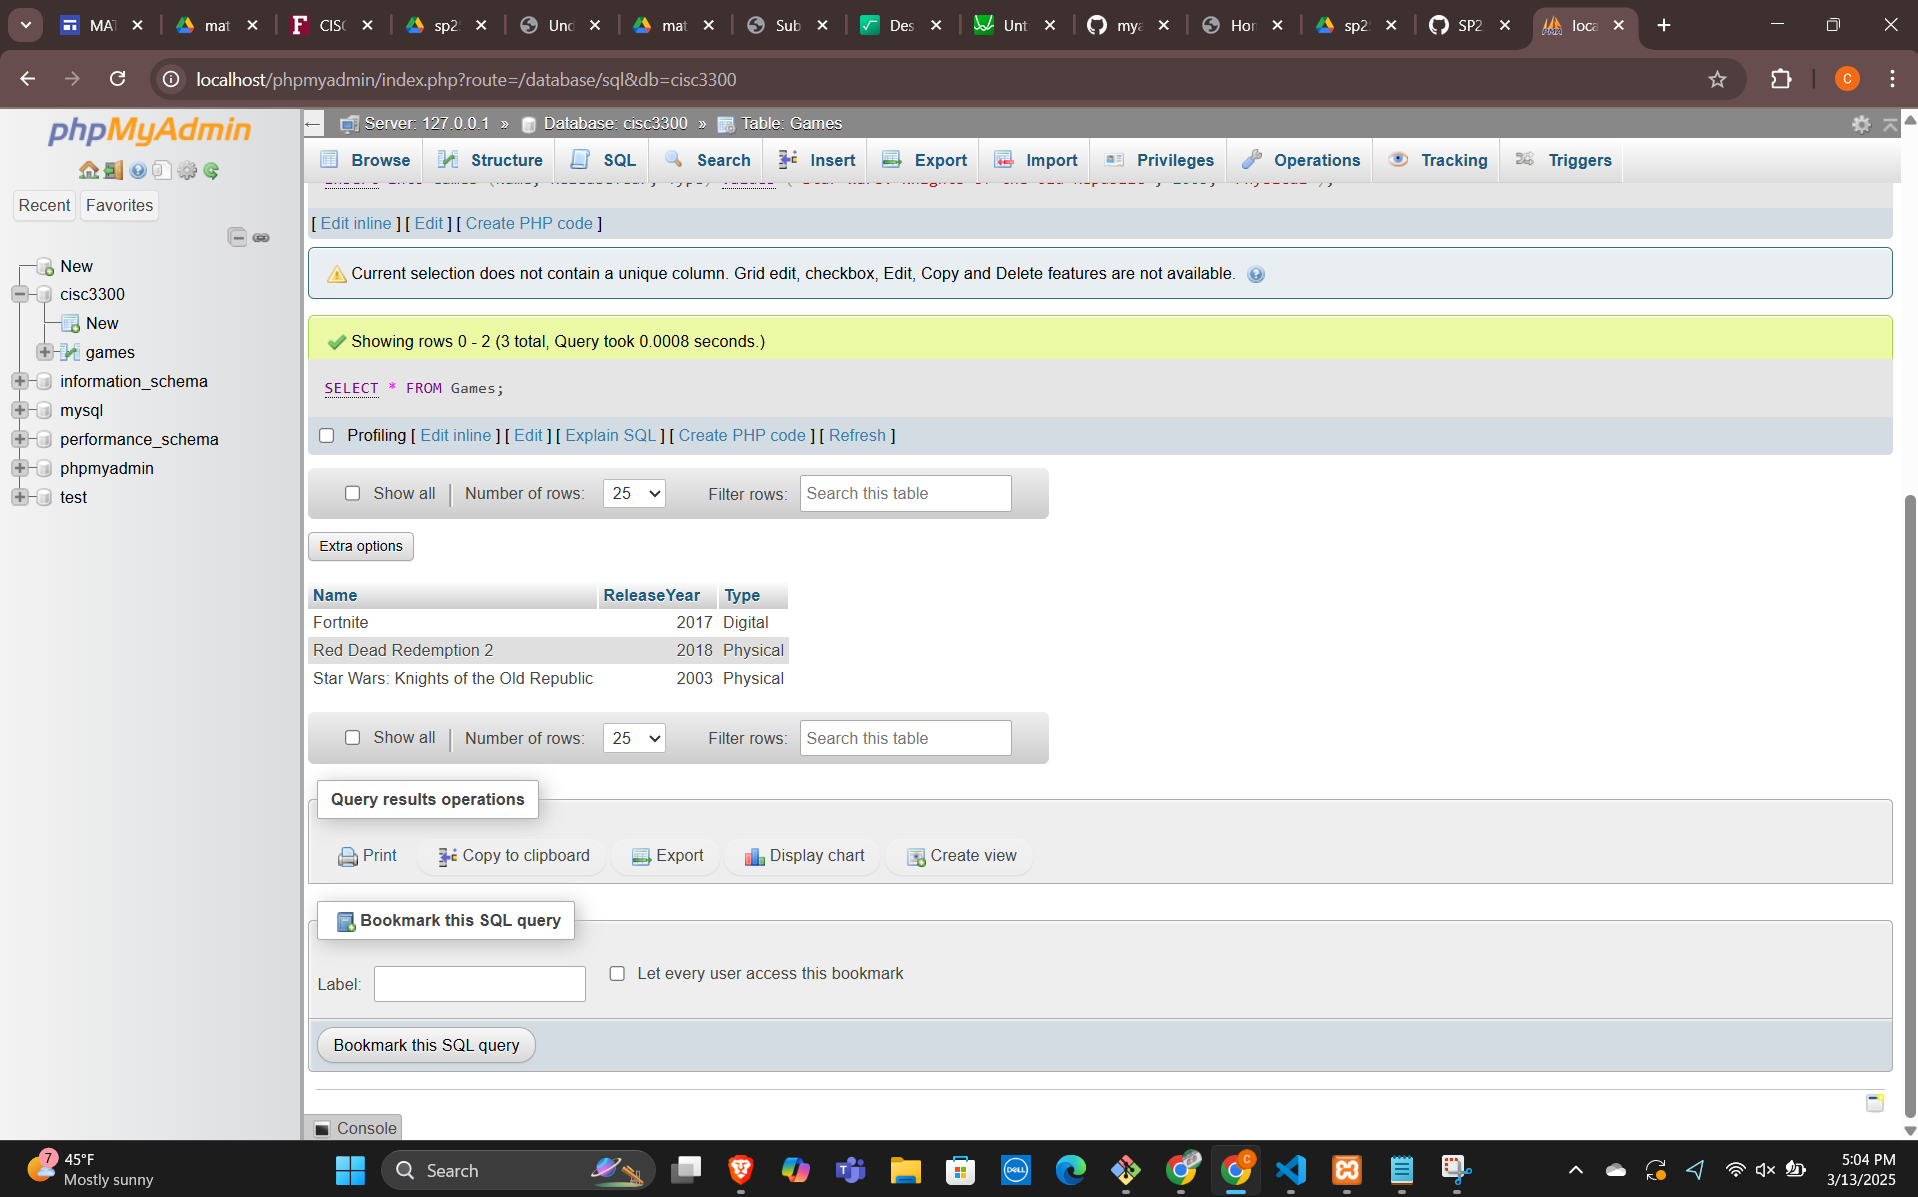 MAT
mat
CISC
sp2
Und
mat
Sub
Des
Unt
mya
Hor
sp2
SP2
loca
localhost/phpmyadmin/index.php?route=/database/sql&db=cisc3300
C
phpMyAdmin
Recent
Favorites
New
cisc3300
New
games
information_schema
mysql
performance_schema
phpmyadmin
test
Server: 127.0.0.1 » Database: cisc3300 » Table: Games
Browse Structure SQL Search Insert Export Import Privileges Operations Tracking Triggers
[ Edit inline ] [ Edit ] [ Create PHP code ]
Current selection does not contain a unique column. Grid edit, checkbox, Edit, Copy and Delete features are not available.
Showing rows 0 - 2 (3 total, Query took 0.0008 seconds.)
SELECT * FROM Games;
Profiling [ Edit inline ] [ Edit ] [ Explain SQL ] [ Create PHP code ] [ Refresh ]
Show all | Number of rows: 25 Filter rows: Search this table
Extra options
Name ReleaseYear Type
Fortnite 2017 Digital
Red Dead Redemption 2 2018 Physical
Star Wars: Knights of the Old Republic 2003 Physical
Show all | Number of rows: 25 Filter rows: Search this table
Query results operations
Print Copy to clipboard Export Display chart Create view
Bookmark this SQL query
Label: Let every user access this bookmark
Bookmark this SQL query
Console
7
45°F
Mostly sunny
Search
DELL
C
5:04 PM
3/13/2025